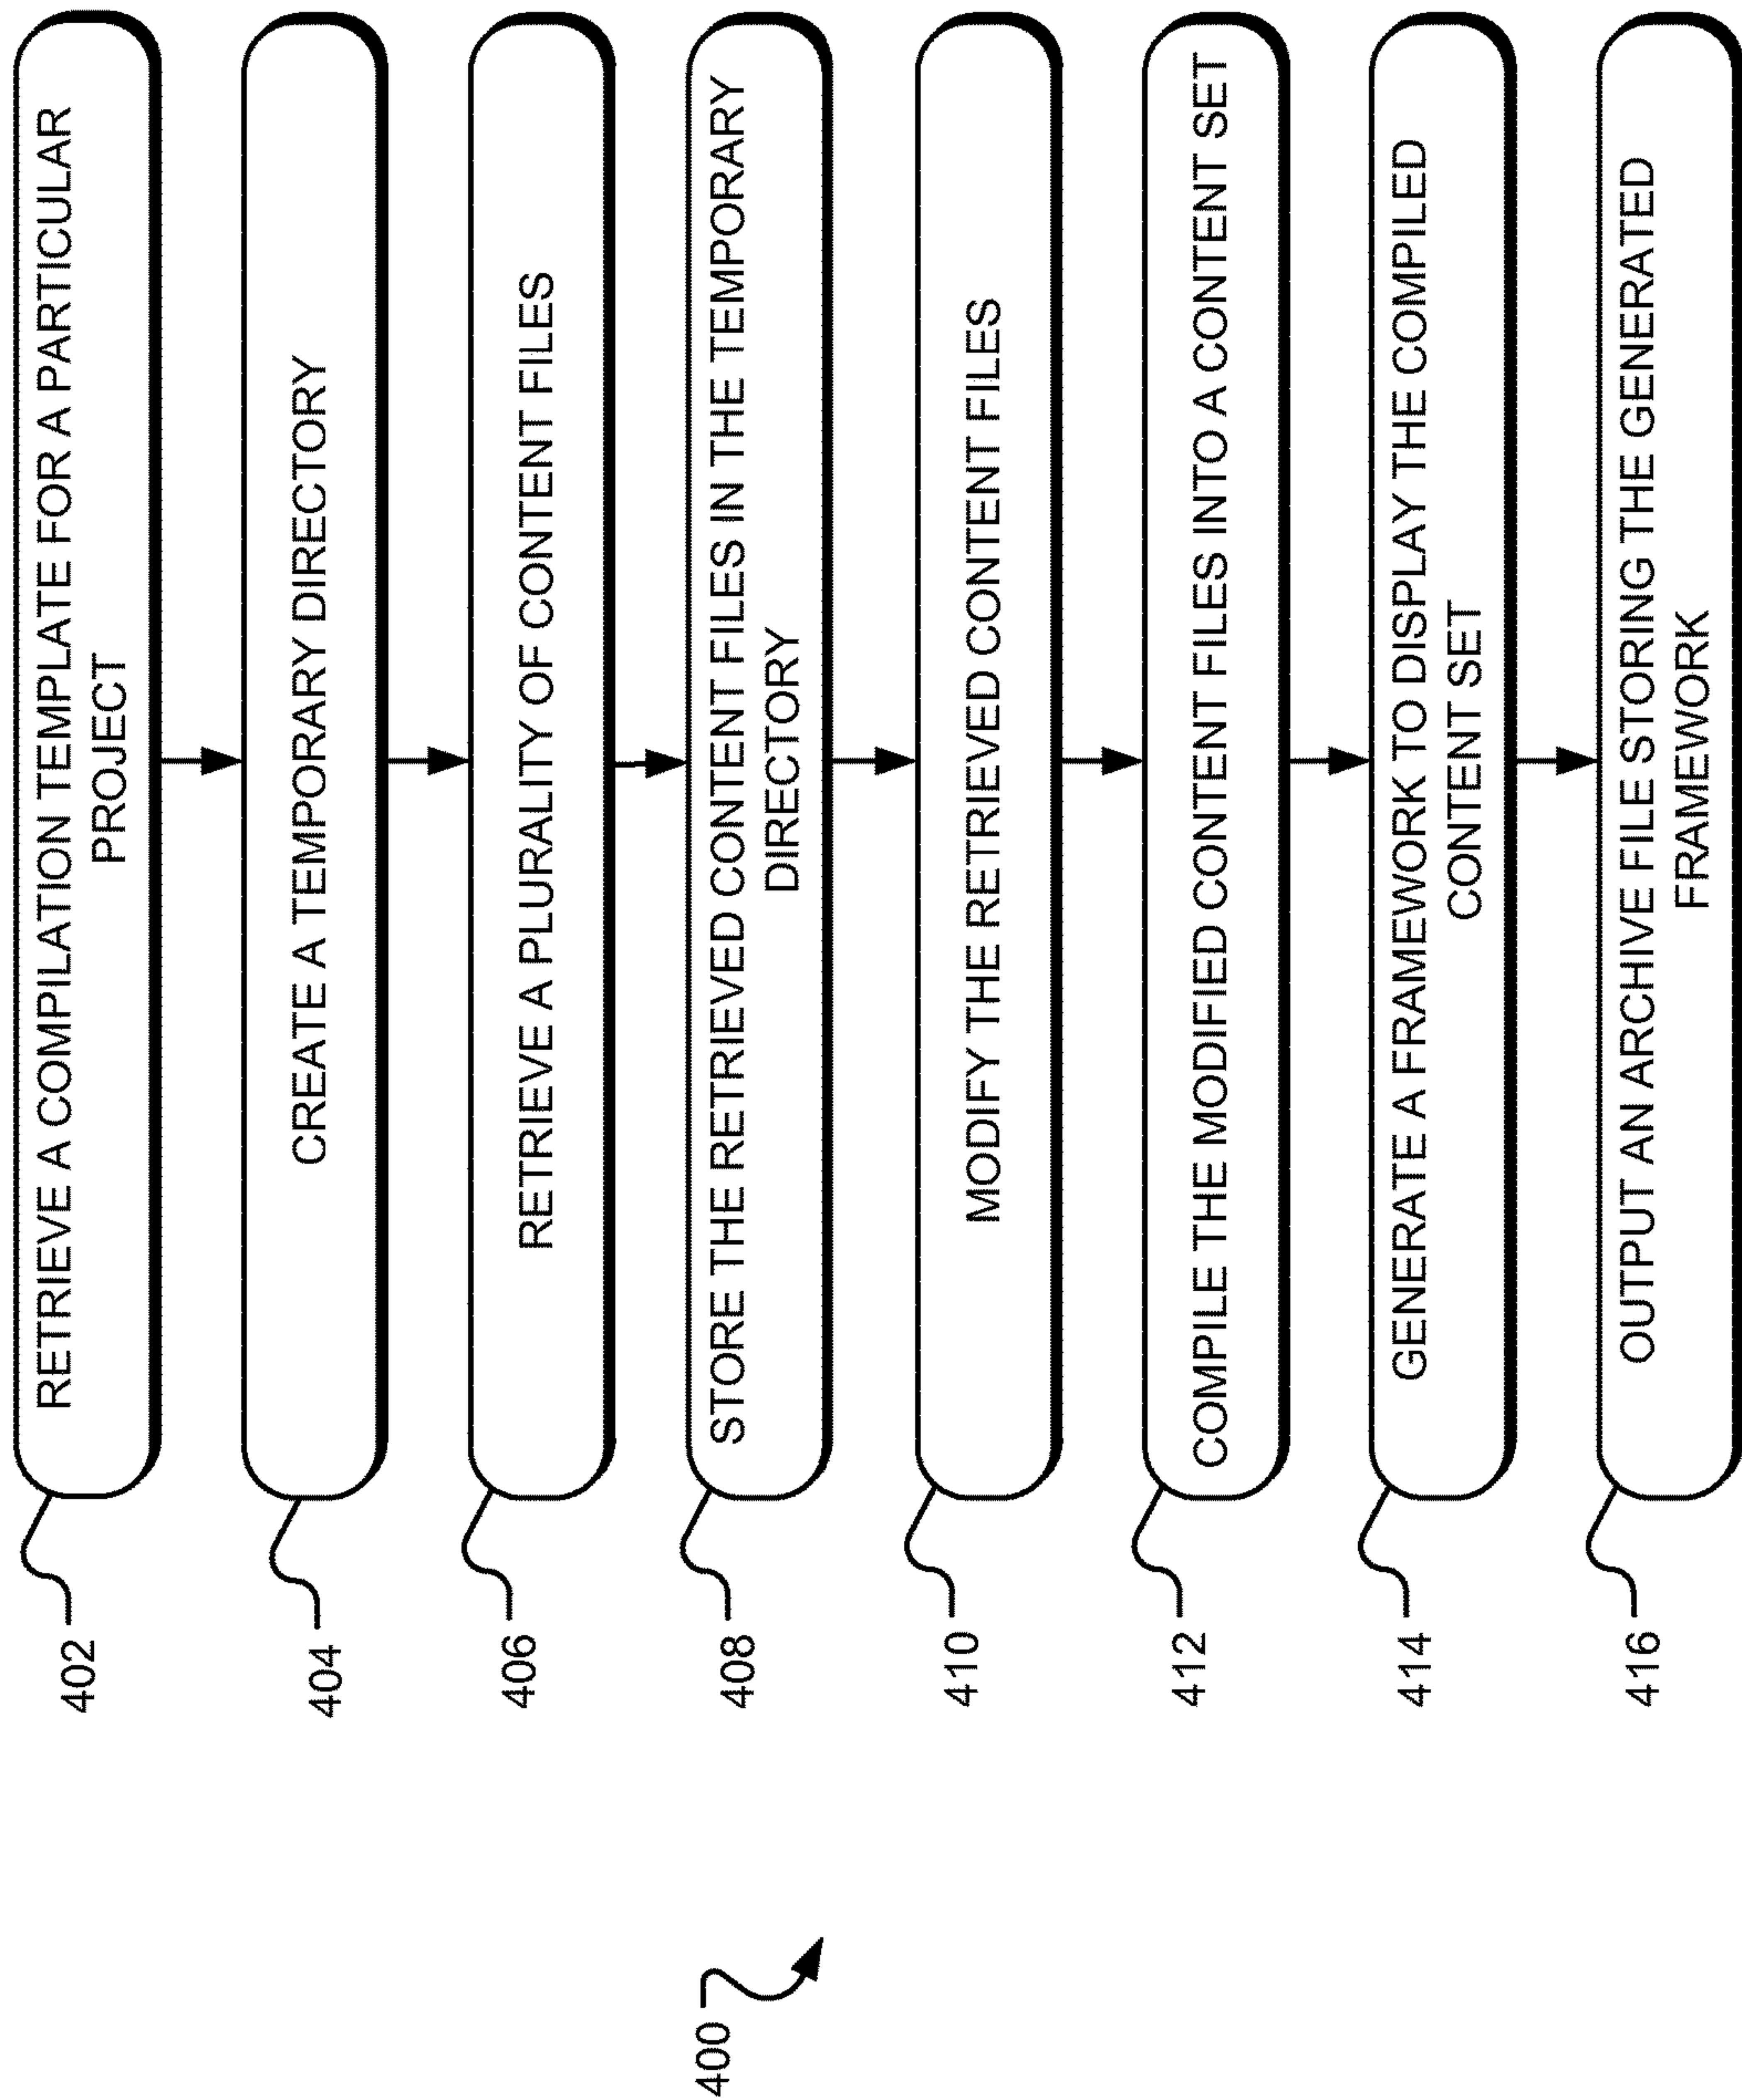 400
402
RETRIEVE A COMPILATION TEMPLATE FOR A PARTICULAR
PROJECT
404
CREATE A TEMPORARY DIRECTORY
406
RETRIEVE A PLURALITY OF CONTENT FILES
408
STORE THE RETRIEVED CONTENT FILES IN THE TEMPORARY
DIRECTORY
410
MODIFY THE RETRIEVED CONTENT FILES
412
COMPILE THE MODIFIED CONTENT FILES INTO A CONTENT SET
414
GENERATE A FRAMEWORK TO DISPLAY THE COMPILED
CONTENT SET
416
OUTPUT AN ARCHIVE FILE STORING THE GENERATED
FRAMEWORK